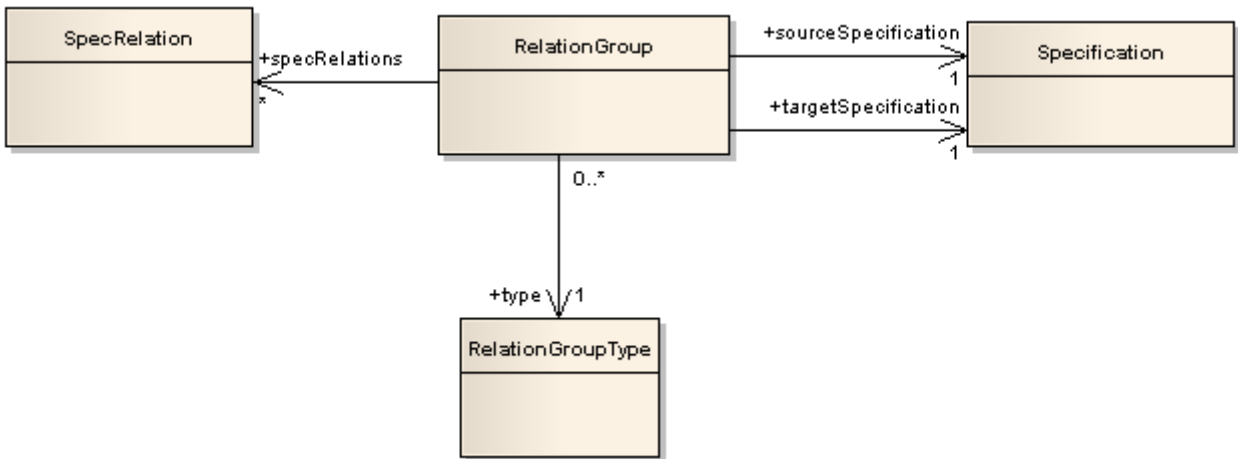 SpecRelation
+specRelations
*
RelationGroup
+sourceSpecification
1
+targetSpecification
1
Specification
0..*
+type 1
RelationGroupType